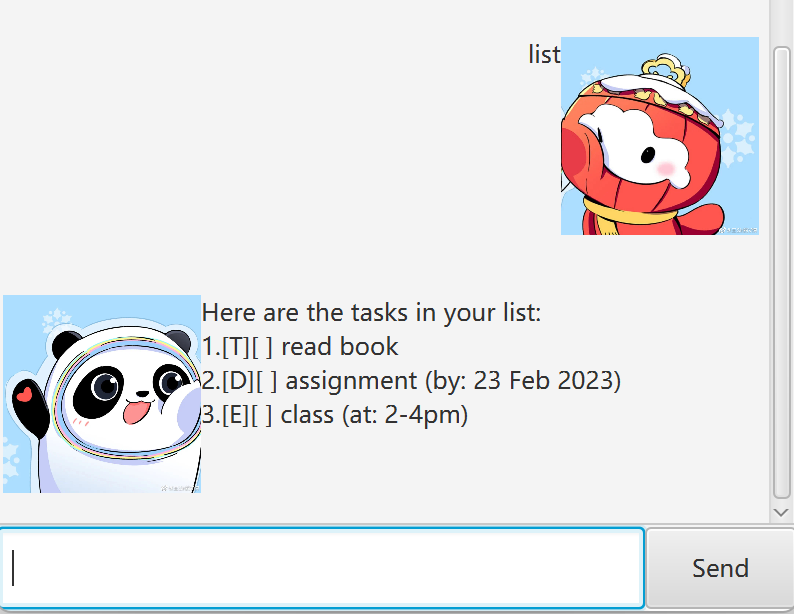 list
Here are the tasks in your list:
1.[T][ ] read book
2.[D][ ] assignment (by: 23 Feb 2023)
3.[E][ ] class (at: 2-4pm)
Send